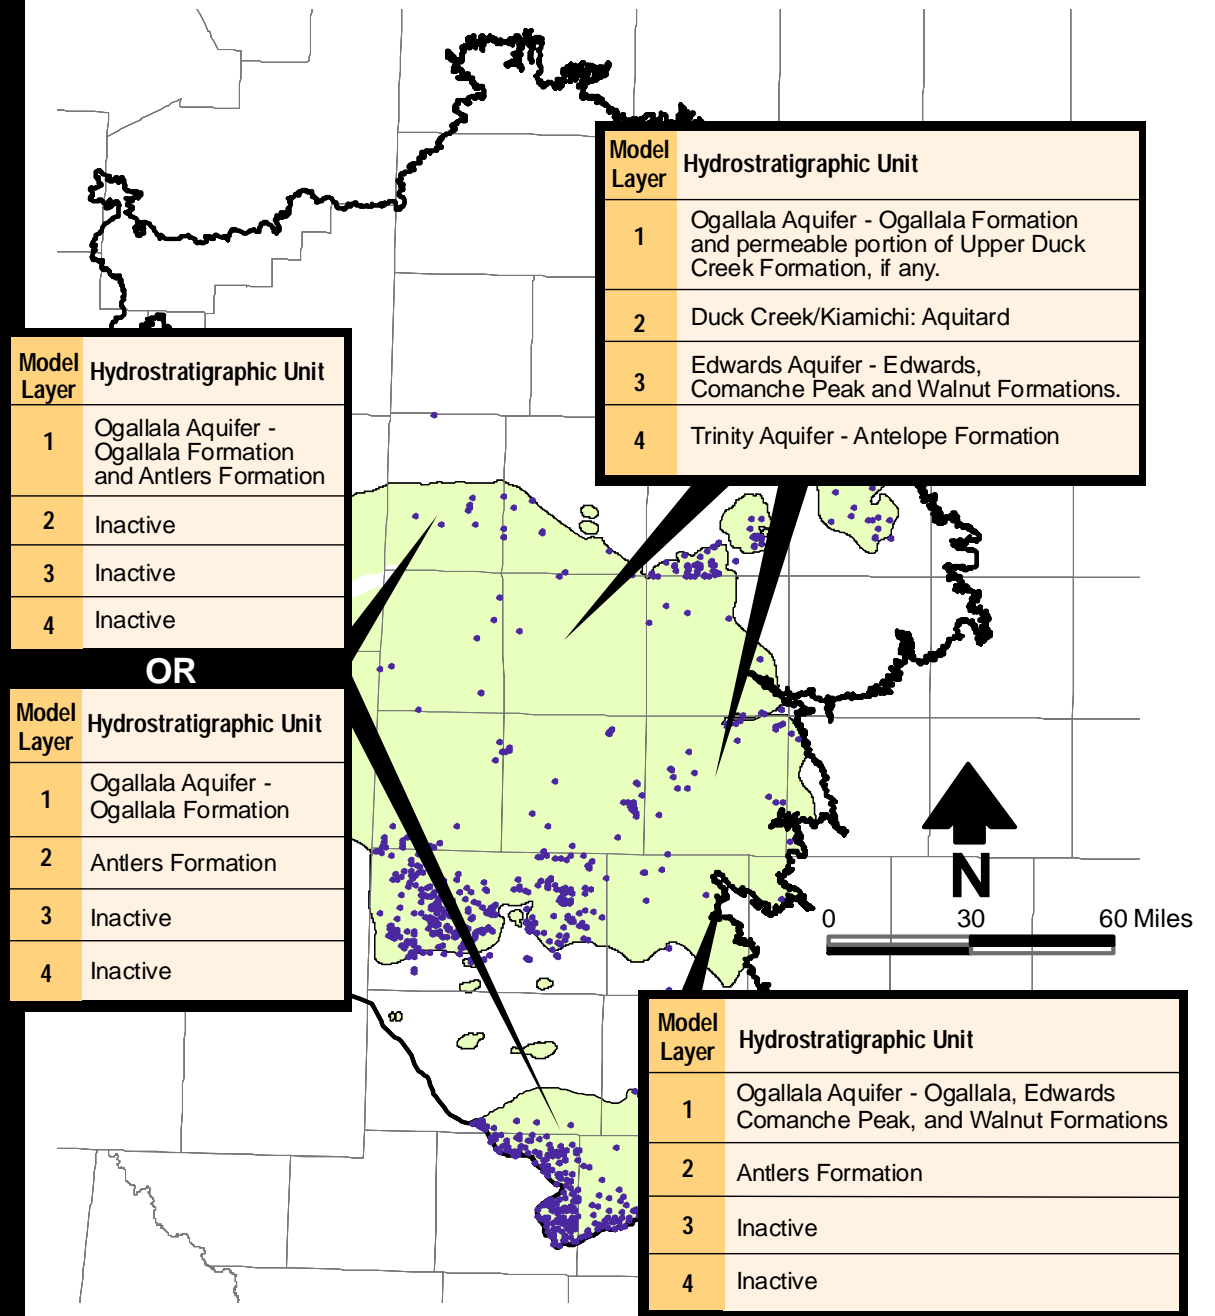 Model
Layer
Hydrostratigraphic Unit
1
Ogallala Aquifer - Ogallala Formation
and permeable portion of Upper Duck
Creek Formation, if any.
2
Duck Creek/Kiamichi: Aquitard
3
Edwards Aquifer - Edwards,
Comanche Peak and Walnut Formations.
4
Trinity Aquifer - Antelope Formation
Model
Layer
Hydrostratigraphic Unit
1
Ogallala Aquifer -
Ogallala Formation
and Antlers Formation
2
Inactive
3
Inactive
4
Inactive
OR
Model
Layer
Hydrostratigraphic Unit
1
Ogallala Aquifer -
Ogallala Formation
2
Antlers Formation
3
Inactive
4
Inactive
N
0 30 60 Miles
Model
Layer
Hydrostratigraphic Unit
1
Ogallala Aquifer - Ogallala, Edwards
Comanche Peak, and Walnut Formations
2
Antlers Formation
3
Inactive
4
Inactive